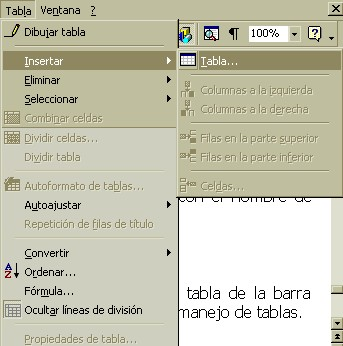 Tabla Ventana ?
Dibujar tabla
100%
Insertar
Tabla...
Eliminar
Columnas a la izquierda
Seleccionar
Columnas a la derecha
Combinar celdas
Dividir celdas...
Filas en la parte superior
Dividir tabla
Filas en la parte inferior
Autoformato de tablas...
Celdas...
Autoajustar
con el nombre de
Repetición de filas de título
Convertir
Ordenar...
Fórmula...
tabla de la barra
Ocultar líneas de división
manejo de tablas.
Propiedades de tabla...